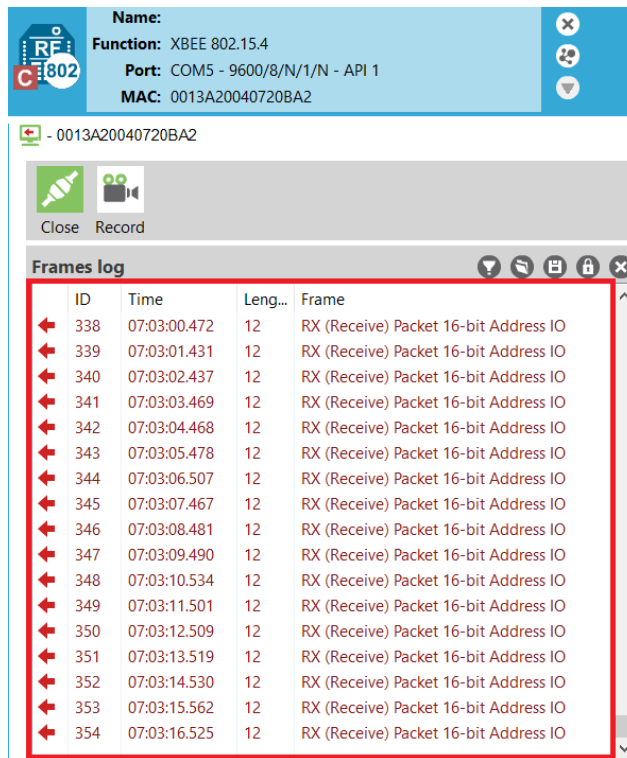 Name:
RF
802
C
Function: XBEE 802.15.4
Port: COM5 - 9600/8/N/1/N - API 1
MAC: 0013A20040720BA2
- 0013A20040720BA2
Close Record
Frames log
ID Time Leng... Frame
338 07:03:00.472 12 RX (Receive) Packet 16-bit Address IO
339 07:03:01.431 12 RX (Receive) Packet 16-bit Address IO
340 07:03:02.437 12 RX (Receive) Packet 16-bit Address IO
341 07:03:03.469 12 RX (Receive) Packet 16-bit Address IO
342 07:03:04.468 12 RX (Receive) Packet 16-bit Address IO
343 07:03:05.478 12 RX (Receive) Packet 16-bit Address IO
344 07:03:06.507 12 RX (Receive) Packet 16-bit Address IO
345 07:03:07.467 12 RX (Receive) Packet 16-bit Address IO
346 07:03:08.481 12 RX (Receive) Packet 16-bit Address IO
347 07:03:09.490 12 RX (Receive) Packet 16-bit Address IO
348 07:03:10.534 12 RX (Receive) Packet 16-bit Address IO
349 07:03:11.501 12 RX (Receive) Packet 16-bit Address IO
350 07:03:12.509 12 RX (Receive) Packet 16-bit Address IO
351 07:03:13.519 12 RX (Receive) Packet 16-bit Address IO
352 07:03:14.530 12 RX (Receive) Packet 16-bit Address IO
353 07:03:15.562 12 RX (Receive) Packet 16-bit Address IO
354 07:03:16.525 12 RX (Receive) Packet 16-bit Address IO